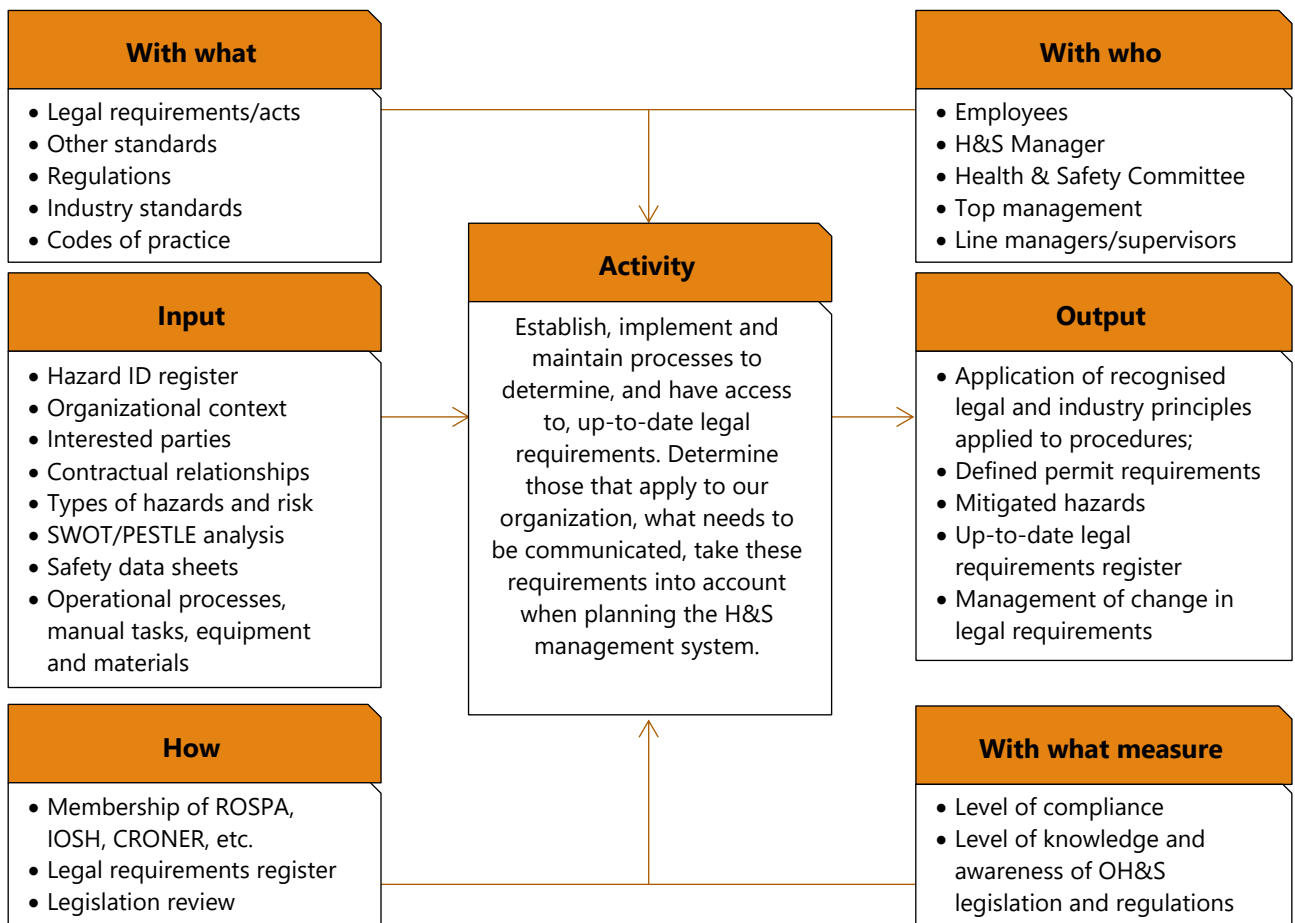 With what
• Legal requirements/acts
• Other standards
• Regulations
• Industry standards
• Codes of practice
With who
• Employees
• H&S Manager
• Health & Safety Committee
• Top management
• Line managers/supervisors
Input
• Hazard ID register
• Organizational context
• Interested parties
• Contractual relationships
• Types of hazards and risk
• SWOT/PESTLE analysis
• Safety data sheets
• Operational processes,
manual tasks, equipment
and materials
Activity
Establish, implement and
maintain processes to
determine, and have access
to, up-to-date legal
requirements. Determine
those that apply to our
organization, what needs to
be communicated, take these
requirements into account
when planning the H&S
management system.
Output
• Application of recognised
legal and industry principles
applied to procedures;
• Defined permit requirements
• Mitigated hazards
• Up-to-date legal
requirements register
• Management of change in
legal requirements
How
• Membership of ROSPA,
IOSH, CRONER, etc.
• Legal requirements register
• Legislation review
With what measure
• Level of compliance
• Level of knowledge and
awareness of OH&S
legislation and regulations